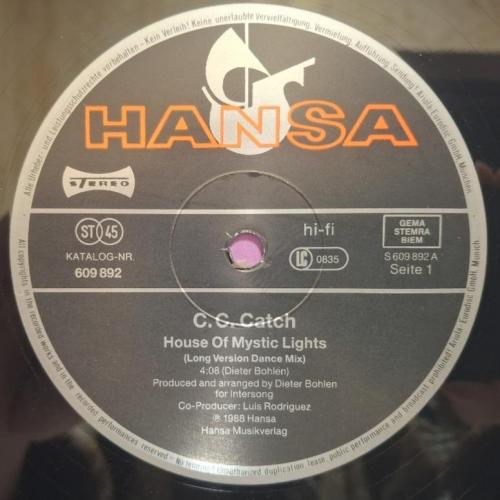 Alle Urheber- und Leistungsschutzrechte vorbehalten - Kein Verleih! Keine unerlaubte Vervielfältigung, Vermietung, Aufführung, Sendung! Ariola-Eurodisc GmbH, München.
HANSA
STEREO
ST 45
KATALOG-NR.
609 892
hi-fi
LC 0835
GEMA
STEMRA
BIEM
S 609 892 A
Seite 1
C. C. Catch
House Of Mystic Lights
(Long Version Dance Mix)
4:08 (Dieter Bohlen)
Produced and arranged by Dieter Bohlen
for Intersong
Co-Producer: Luis Rodriguez
℗ 1988 Hansa
Hansa Musikverlag
All copyrights in the recorded works and in the recorded performances reserved - No lending! Unauthorized duplication, lease, public performance and broadcast prohibited! Ariola-Eurodisc GmbH, Munich.